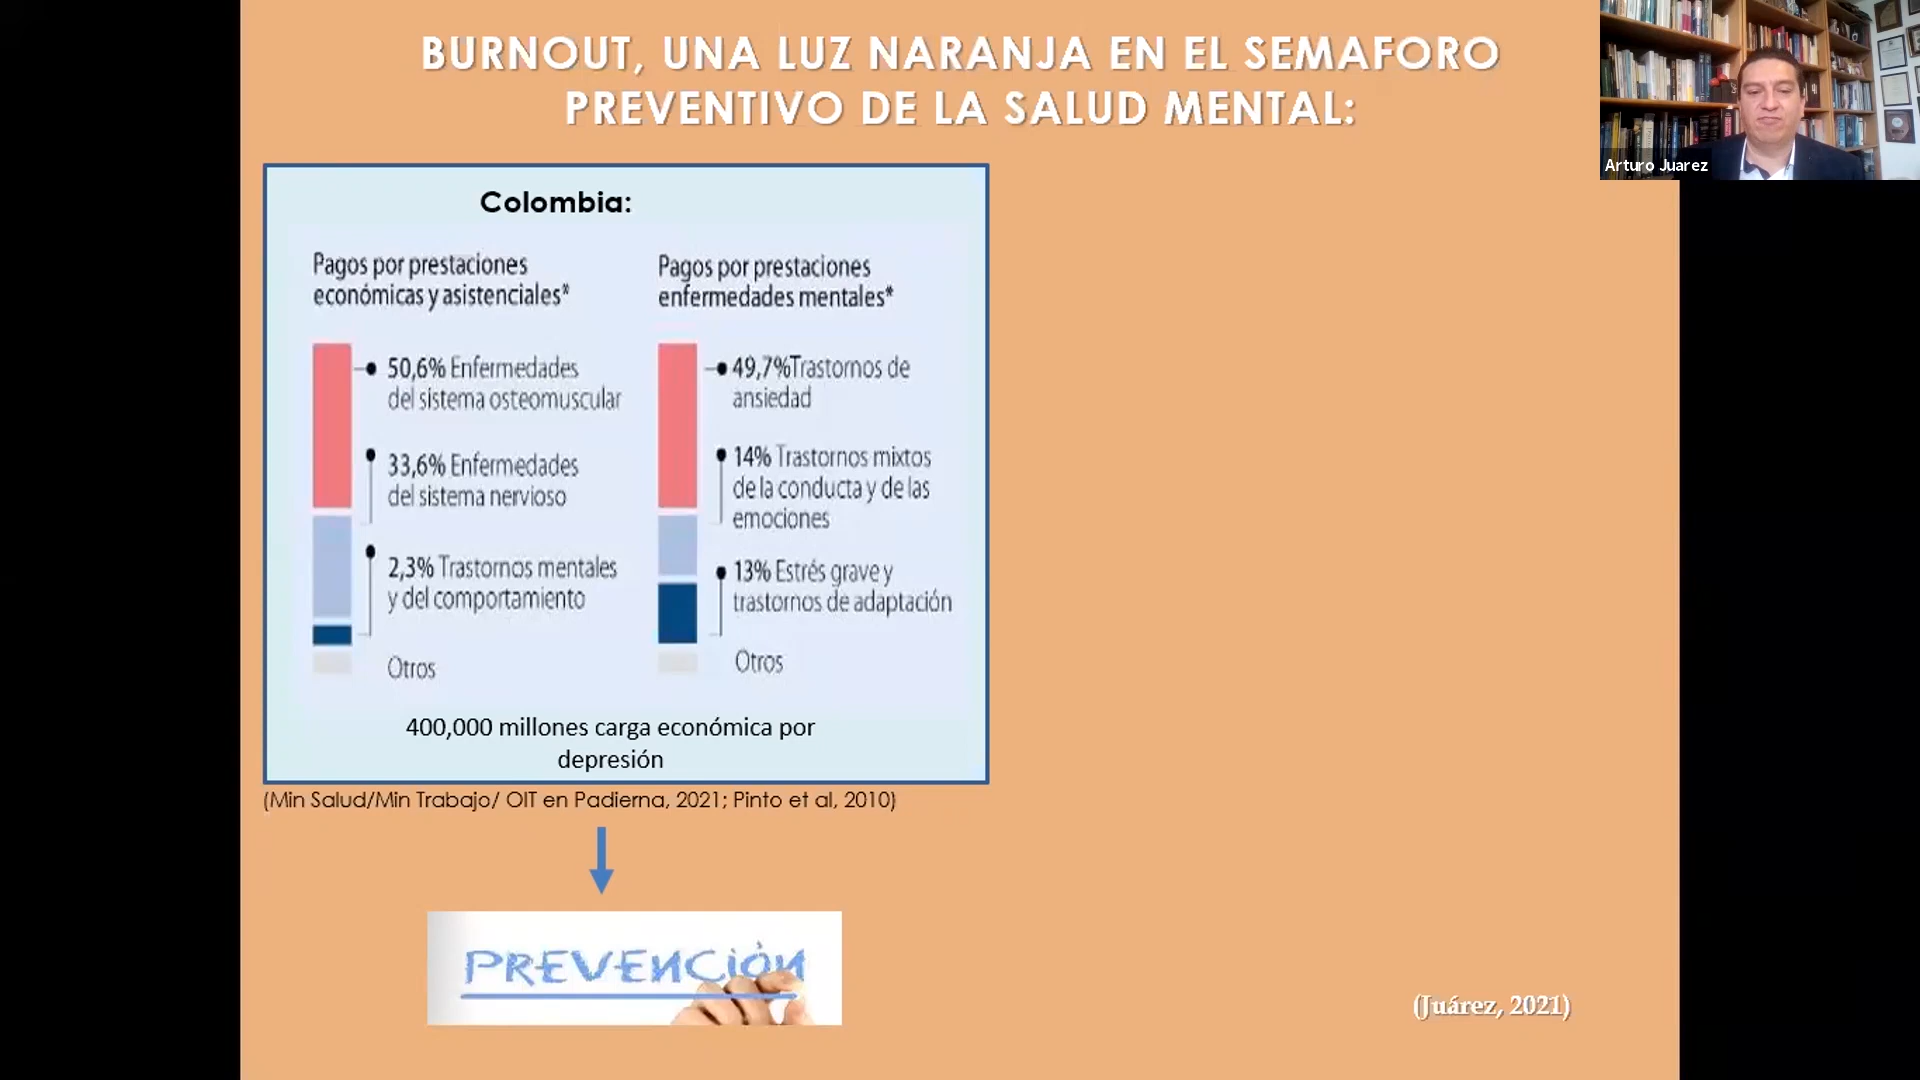 BURNOUT, UNA LUZ NARANJA EN EL SEMAFORO
PREVENTIVO DE LA SALUD MENTAL:
Arturo Juarez
Colombia:
Pagos por prestaciones
económicas y asistenciales*
50,6% Enfermedades
del sistema osteomuscular
33,6% Enfermedades
del sistema nervioso
2,3% Trastornos mentales
y del comportamiento
Otros
Pagos por prestaciones
enfermedades mentales*
49,7%Trastornos de
ansiedad
14% Trastornos mixtos
de la conducta y de las
emociones
13% Estrés grave y
trastornos de adaptación
Otros
400,000 millones carga económica por
depresión
(Min Salud/Min Trabajo/ OIT en Padierna, 2021; Pinto et al, 2010)
PREVENCIÓN
(Juárez, 2021)